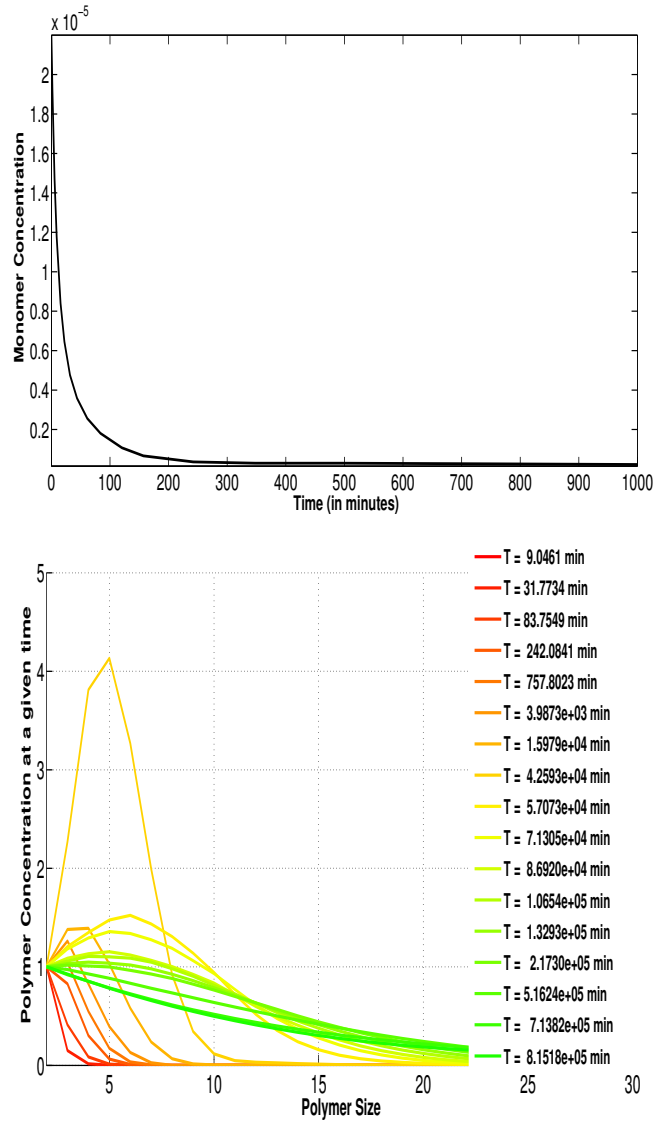 x 10⁻⁵
2
1.8
1.6
1.4
1.2
1
0.8
0.6
0.4
0.2
Monomer Concentration
0 100 200 300 400 500 600 700 800 900 1000
Time (in minutes)
5
4
3
2
1
0
Polymer Concentration at a given time
5 10 15 20 25 30
Polymer Size
T = 9.0461 min
T = 31.7734 min
T = 83.7549 min
T = 242.0841 min
T = 757.8023 min
T = 3.9873e+03 min
T = 1.5979e+04 min
T = 4.2593e+04 min
T = 5.7073e+04 min
T = 7.1305e+04 min
T = 8.6920e+04 min
T = 1.0654e+05 min
T = 1.3293e+05 min
T = 2.1730e+05 min
T = 5.1624e+05 min
T = 7.1382e+05 min
T = 8.1518e+05 min